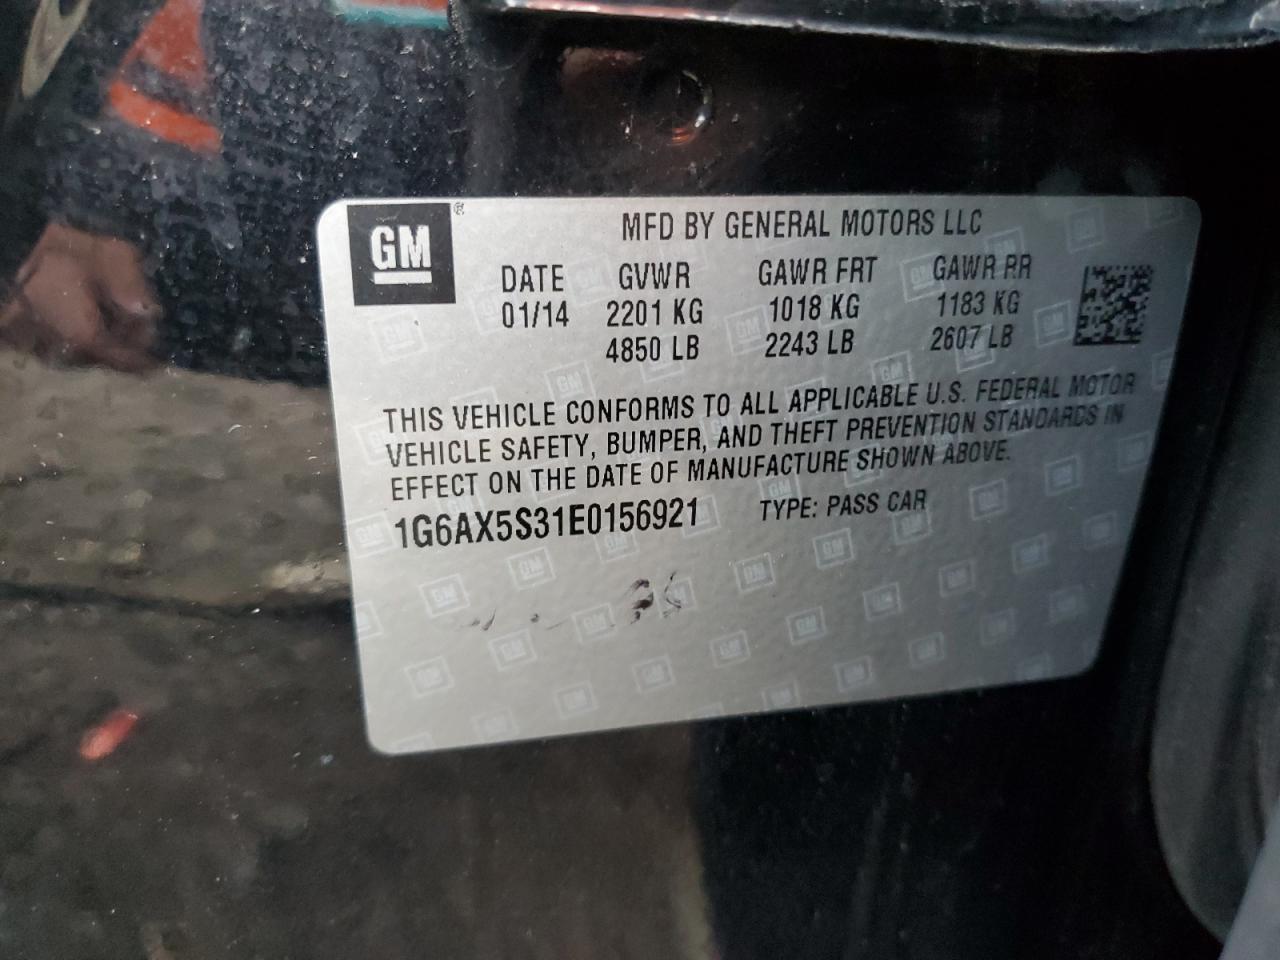 GM®
MFD BY GENERAL MOTORS LLC
DATE GVWR GAWR FRT GAWR RR
01/14 2201 KG 1018 KG 1183 KG
4850 LB 2243 LB 2607 LB
THIS VEHICLE CONFORMS TO ALL APPLICABLE U.S. FEDERAL MOTOR
VEHICLE SAFETY, BUMPER, AND THEFT PREVENTION STANDARDS IN
EFFECT ON THE DATE OF MANUFACTURE SHOWN ABOVE.
1G6AX5S31E0156921 TYPE: PASS CAR